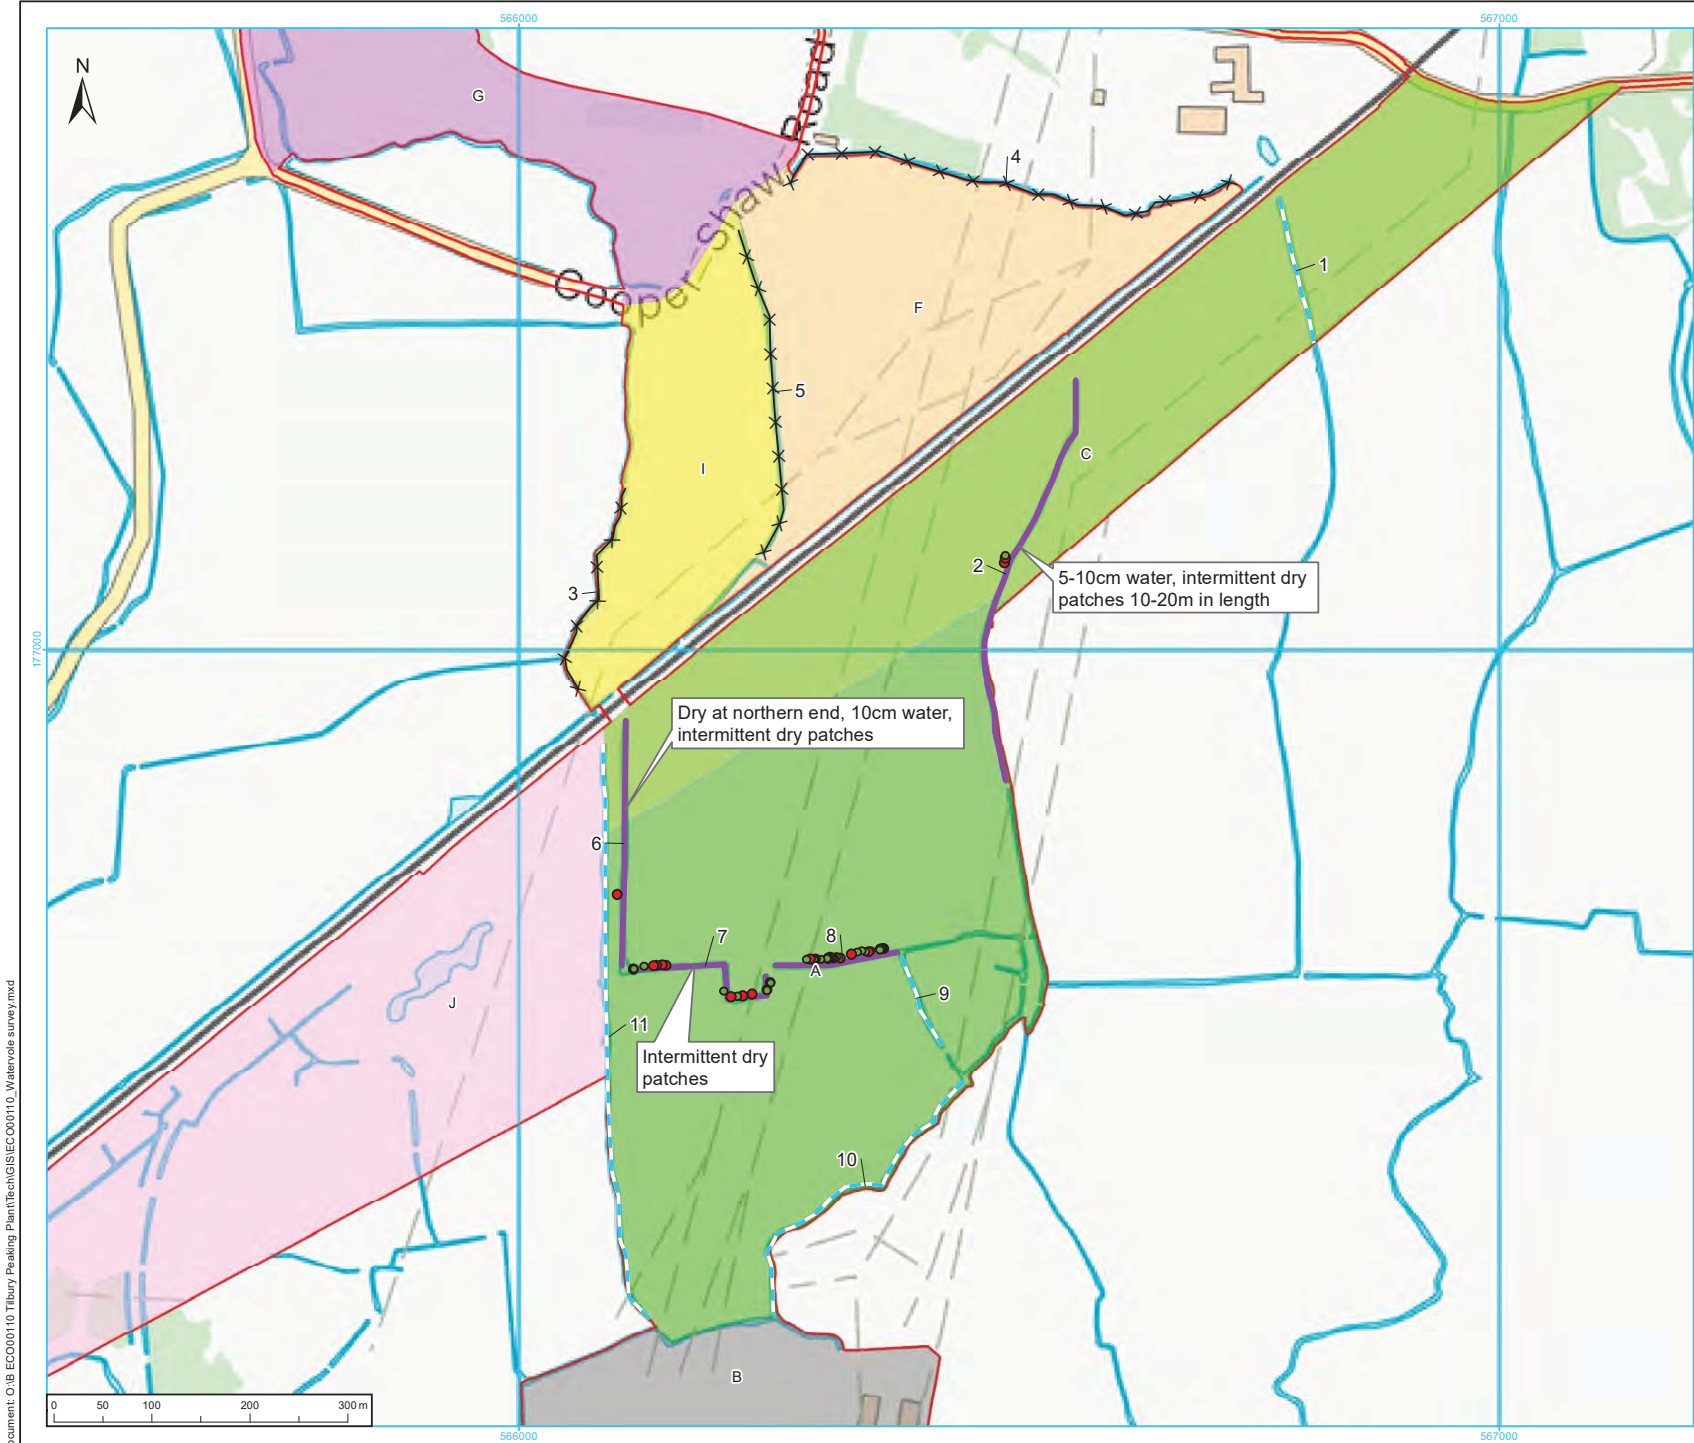 566000
567000
N
G
Cooper Shaw Road
4
1
F
5
I
C
2
5-10cm water, intermittent dry
patches 10-20m in length
3
177000
Dry at northern end, 10cm water,
intermittent dry patches
6
7
8
A
9
J
11
Intermittent dry
patches
10
B
0 50 100 200 300 m
566000
567000
ocument: O:\B ECO00110 Tilbury Peaking Plant\Tech\GIS\ECO00110_Watervole survey.mxd